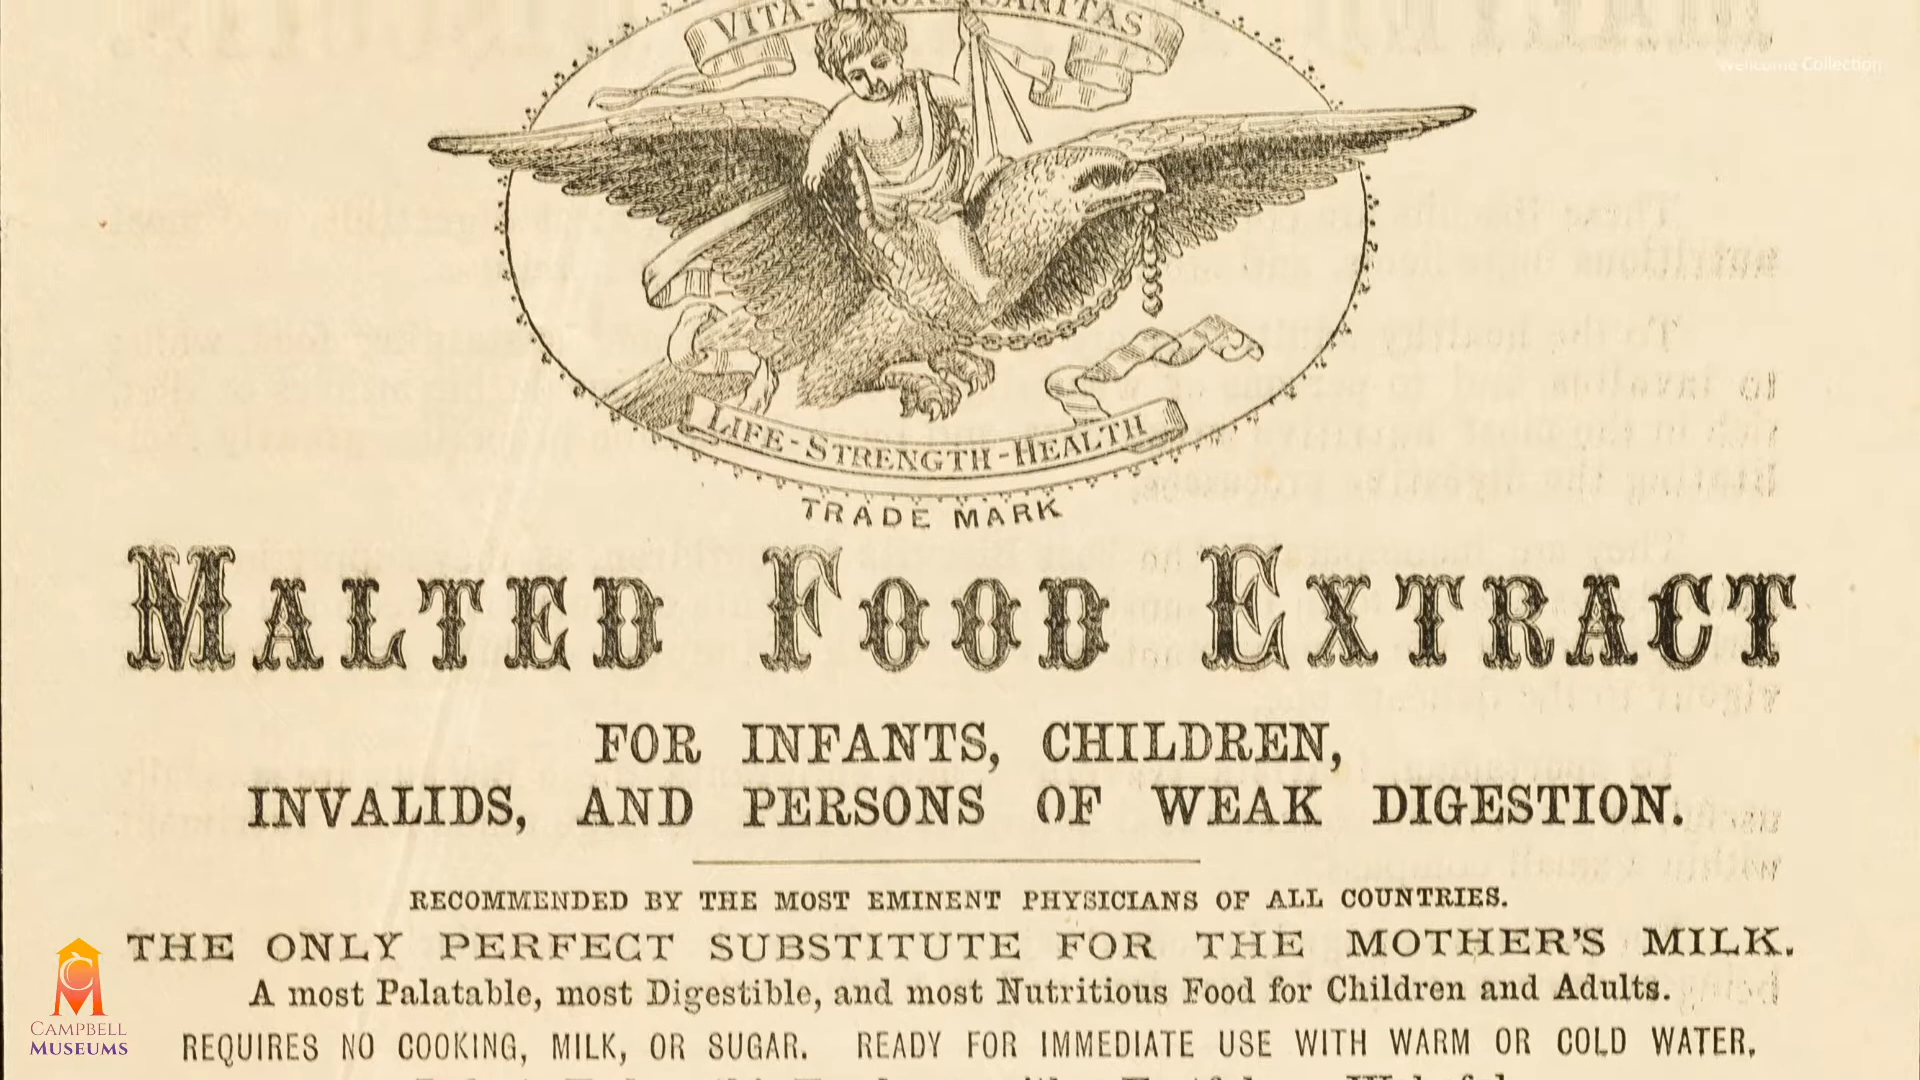 VITA-VIGOR-SANITAS
Wellcome Collection
LIFE-STRENGTH-HEALTH
TRADE MARK
MALTED FOOD EXTRACT
FOR INFANTS, CHILDREN,
INVALIDS, AND PERSONS OF WEAK DIGESTION.
RECOMMENDED BY THE MOST EMINENT PHYSICIANS OF ALL COUNTRIES.
THE ONLY PERFECT SUBSTITUTE FOR THE MOTHER'S MILK.
A most Palatable, most Digestible, and most Nutritious Food for Children and Adults.
REQUIRES NO COOKING, MILK, OR SUGAR. READY FOR IMMEDIATE USE WITH WARM OR COLD WATER.
CAMPBELL
MUSEUMS